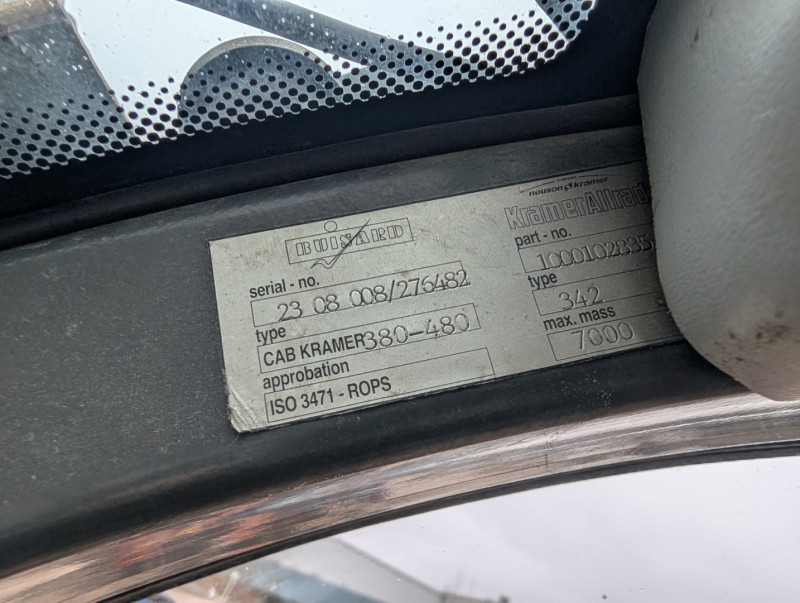 BUISARD
serial - no.
23 08 008/276482
type
CAB KRAMER 380-480
approbation
ISO 3471 - ROPS
neuson kramer
KramerAllrad
part - no.
1000102835
type
342
max. mass
7000